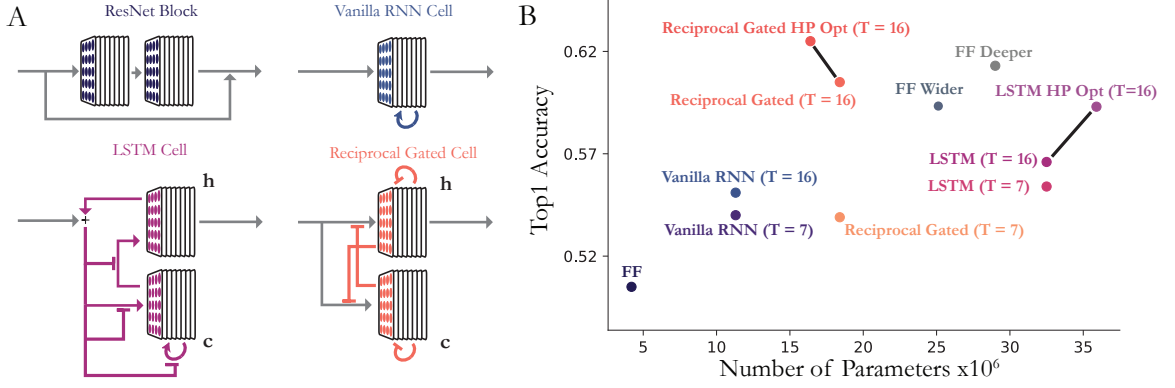 A
ResNet Block
Vanilla RNN Cell
LSTM Cell
h
+
c
Reciprocal Gated Cell
h
c
B
Top1 Accuracy
0.62
0.57
0.52
Reciprocal Gated HP Opt (T = 16)
Reciprocal Gated (T = 16)
FF Deeper
FF Wider
LSTM HP Opt (T=16)
LSTM (T = 16)
LSTM (T = 7)
Vanilla RNN (T = 16)
Vanilla RNN (T = 7)
Reciprocal Gated (T = 7)
FF
5 10 15 20 25 30 35
Number of Parameters x10⁶